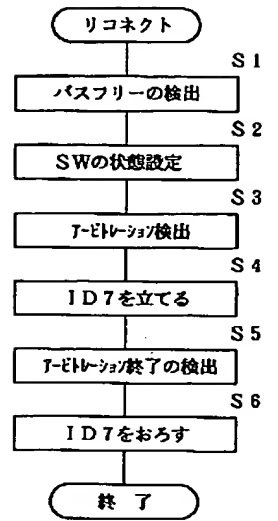 リコネクト
S1
バスフリーの検出
S2
SWの状態設定
S3
アービトレーション検出
S4
ID7を立てる
S5
アービトレーション終了の検出
S6
ID7をおろす
終 了